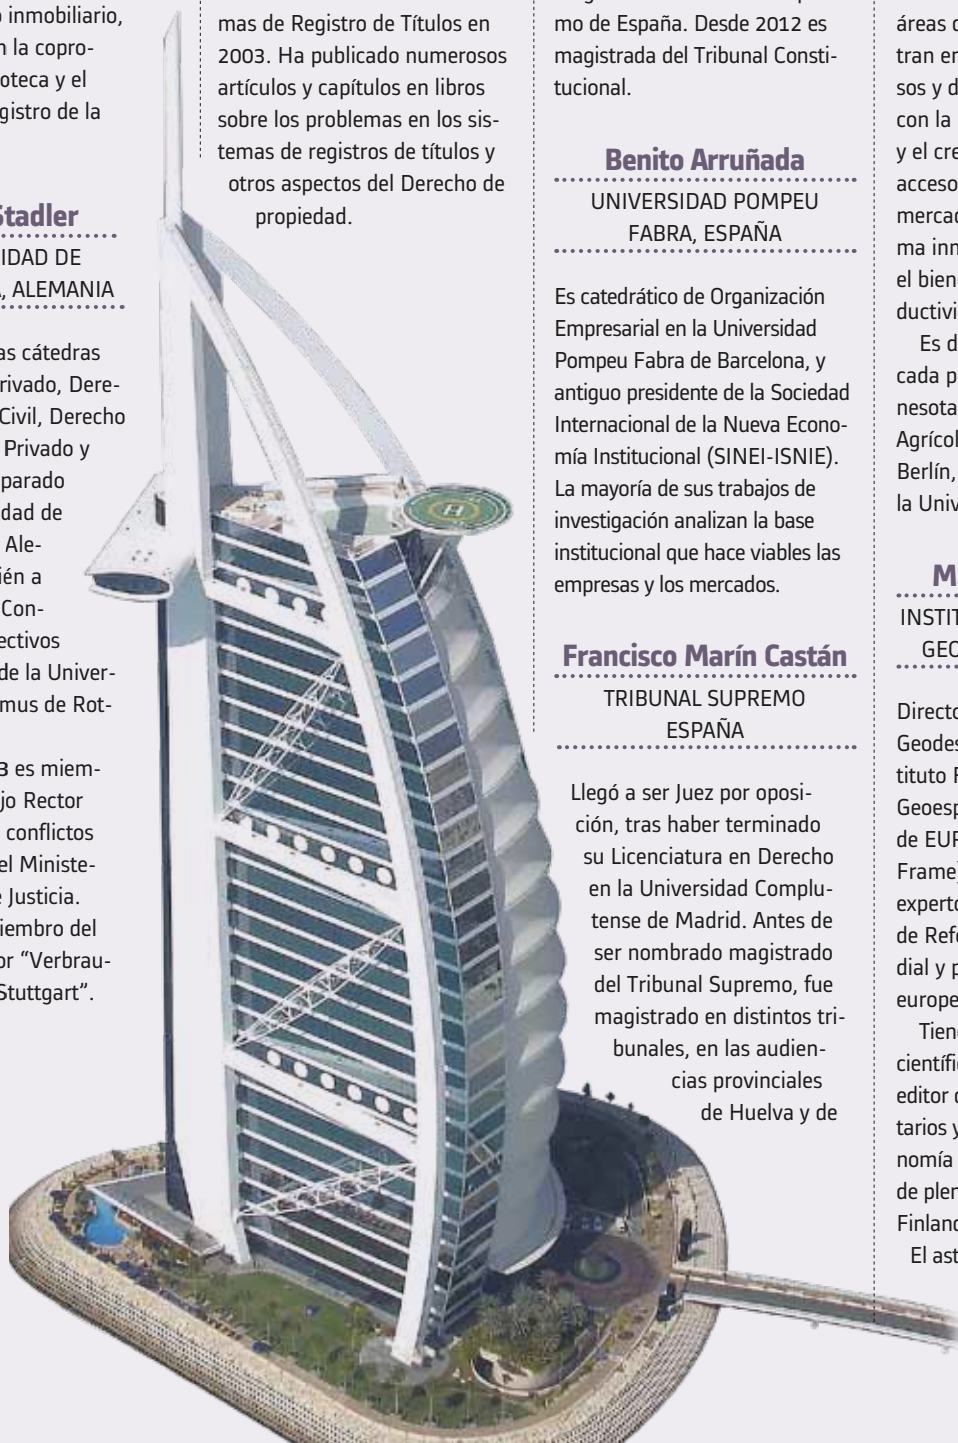 inmobiliario,
la copro-
oteca y el
gistro de la
Stadler
IDAD DE
, ALEMANIA
as cátedras
rivado, Dere-
Civil, Derecho
Privado y
parado
dad de
Ale-
ién a
Con-
ectivos
de la Univer-
mus de Rot-
3 es miem-
jo Rector
conflictos
el Ministe-
Justicia.
iembro del
or “Verbrau-
Stuttgart”.
mas de Registro de Títulos en
2003. Ha publicado numerosos
artículos y capítulos en libros
sobre los problemas en los sis-
temas de registros de títulos y
otros aspectos del Derecho de
propiedad.
H
mo de España. Desde 2012 es
magistrada del Tribunal Consti-
tucional.
Benito Arruñada
UNIVERSIDAD POMPEU
FABRA, ESPAÑA
Es catedrático de Organización
Empresarial en la Universidad
Pompeu Fabra de Barcelona, y
antiguo presidente de la Sociedad
Internacional de la Nueva Econo-
mía Institucional (SINEI-ISNIE).
La mayoría de sus trabajos de
investigación analizan la base
institucional que hace viables las
empresas y los mercados.
Francisco Marín Castán
TRIBUNAL SUPREMO
ESPAÑA
Llegó a ser Juez por oposi-
ción, tras haber terminado
su Licenciatura en Derecho
en la Universidad Complu-
tense de Madrid. Antes de
ser nombrado magistrado
del Tribunal Supremo, fue
magistrado en distintos tri-
bunales, en las audien-
cias provinciales
de Huelva y de
áreas
tran en
sos y d
con la
y el cre
acceso
mercad
ma inn
el bien
ductivi
Es d
cada p
nesota
Agrícol
Berlín,
la Univ
M
INSTIT
GEO
Directo
Geodes
tituto F
Geoesp
de EUR
Frame
experto
de Refe
dial y p
europe
Tien
científi
editor
tarios y
nomía
de plen
Finland
El ast